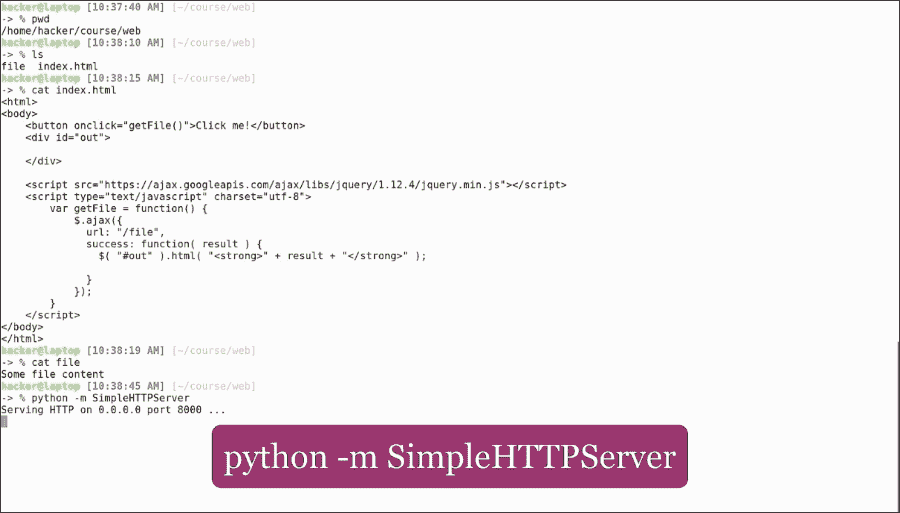 hacker@laptop [10:37:40 AM] [~/course/web]
-> % pwd
/home/hacker/course/web
hacker@laptop [10:38:10 AM] [~/course/web]
-> % ls
file  index.html
hacker@laptop [10:38:15 AM] [~/course/web]
-> % cat index.html
<html>
<body>
    <button onclick="getFile()">Click me!</button>
    <div id="out">

    </div>

    <script src="https://ajax.googleapis.com/ajax/libs/jquery/1.12.4/jquery.min.js"></script>
    <script type="text/javascript" charset="utf-8">
        var getFile = function() {
            $.ajax({
              url: "/file",
              success: function( result ) {
                $( "#out" ).html( "<strong>" + result + "</strong>" );

              }
            });
        }
    </script>
</body>
</html>
hacker@laptop [10:38:19 AM] [~/course/web]
-> % cat file
Some file content
hacker@laptop [10:38:45 AM] [~/course/web]
-> % python -m SimpleHTTPServer
Serving HTTP on 0.0.0.0 port 8000 ...
python -m SimpleHTTPServer